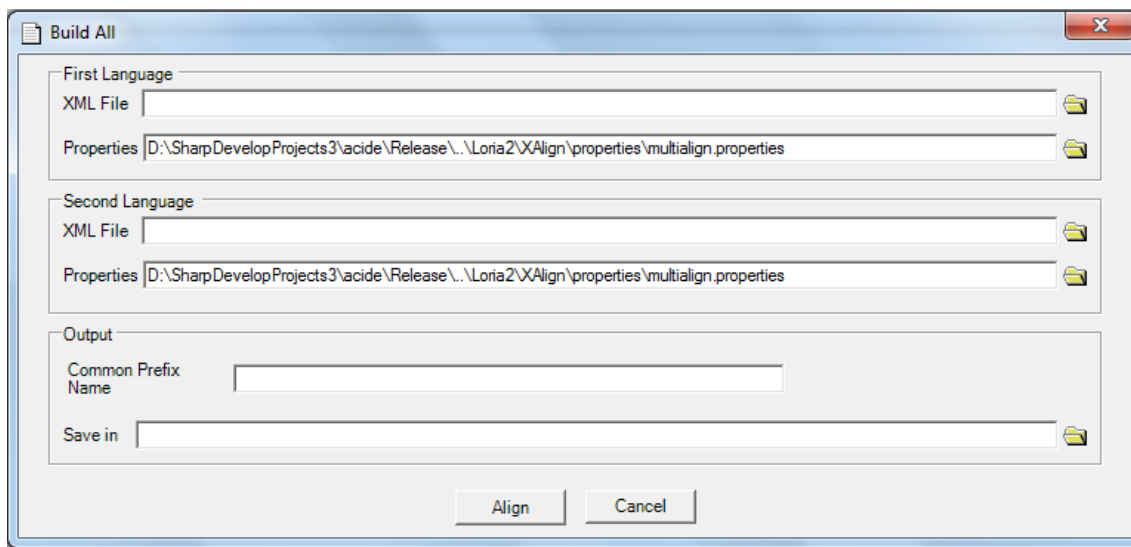 Build All
First Language
XML File
Properties D:\SharpDevelopProjects3\acide\Release\..\Loria2\XAlign\properties\multialign.properties
Second Language
XML File
Properties D:\SharpDevelopProjects3\acide\Release\..\Loria2\XAlign\properties\multialign.properties
Output
Common Prefix
Name
Save in
Align Cancel